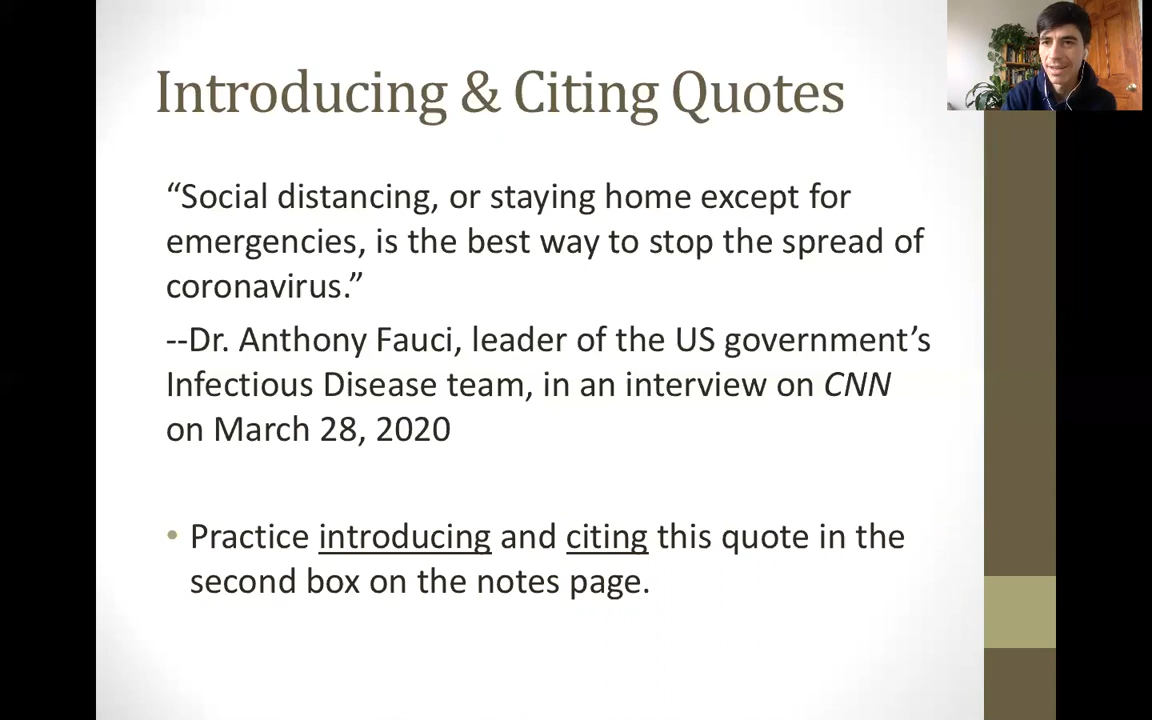 Introducing & Citing Quotes
“Social distancing, or staying home except for
emergencies, is the best way to stop the spread of
coronavirus.”
--Dr. Anthony Fauci, leader of the US government’s
Infectious Disease team, in an interview on CNN
on March 28, 2020
• Practice introducing and citing this quote in the
second box on the notes page.